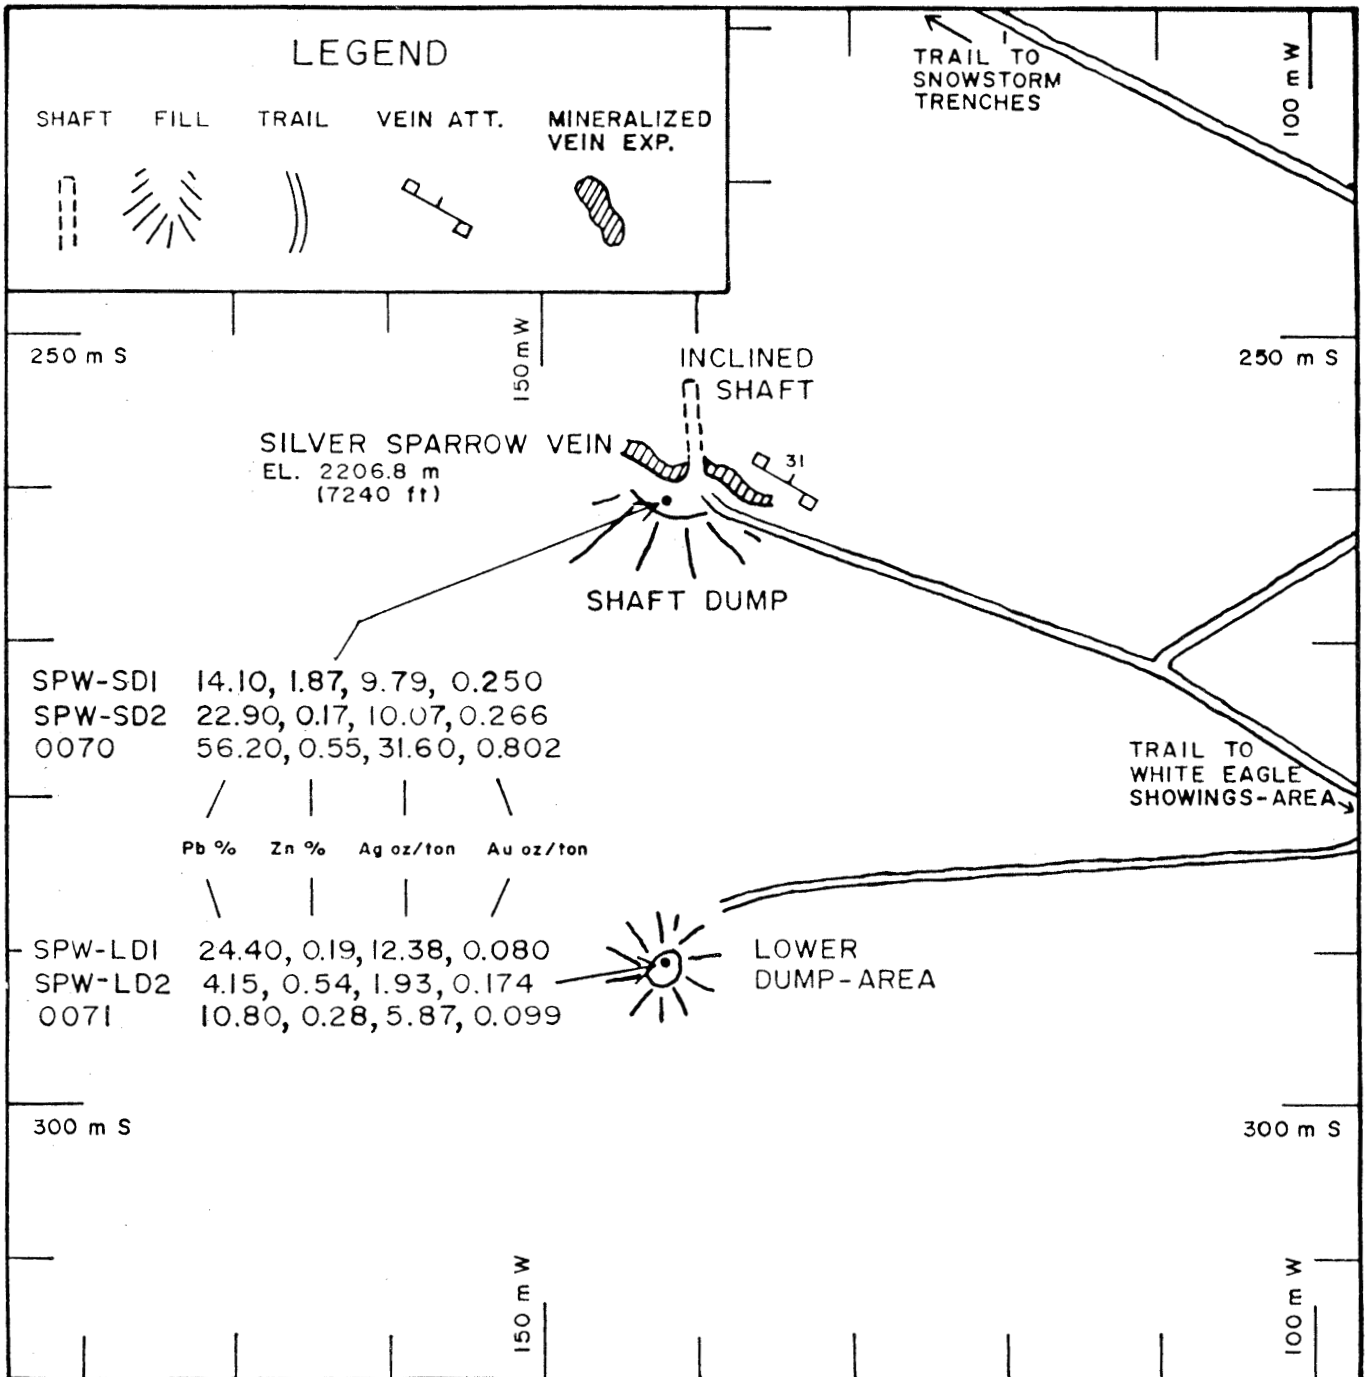 LEGEND
SHAFT FILL TRAIL VEIN ATT. MINERALIZED
VEIN EXP.
TRAIL TO
SNOWSTORM
TRENCHES
100 m W
250 m S
150 m W
250 m S
INCLINED
SHAFT
SILVER SPARROW VEIN
EL. 2206.8 m
(7240 ft)
31
SHAFT DUMP
SPW-SD1 14.10, 1.87, 9.79, 0.250
SPW-SD2 22.90, 0.17, 10.07, 0.266
0070 56.20, 0.55, 31.60, 0.802
TRAIL TO
WHITE EAGLE
SHOWINGS-AREA
Pb % Zn % Ag oz/ton Au oz/ton
SPW-LD1 24.40, 0.19, 12.38, 0.080
SPW-LD2 4.15, 0.54, 1.93, 0.174
0071 10.80, 0.28, 5.87, 0.099
LOWER
DUMP-AREA
300 m S
300 m S
150 m W
100 m W